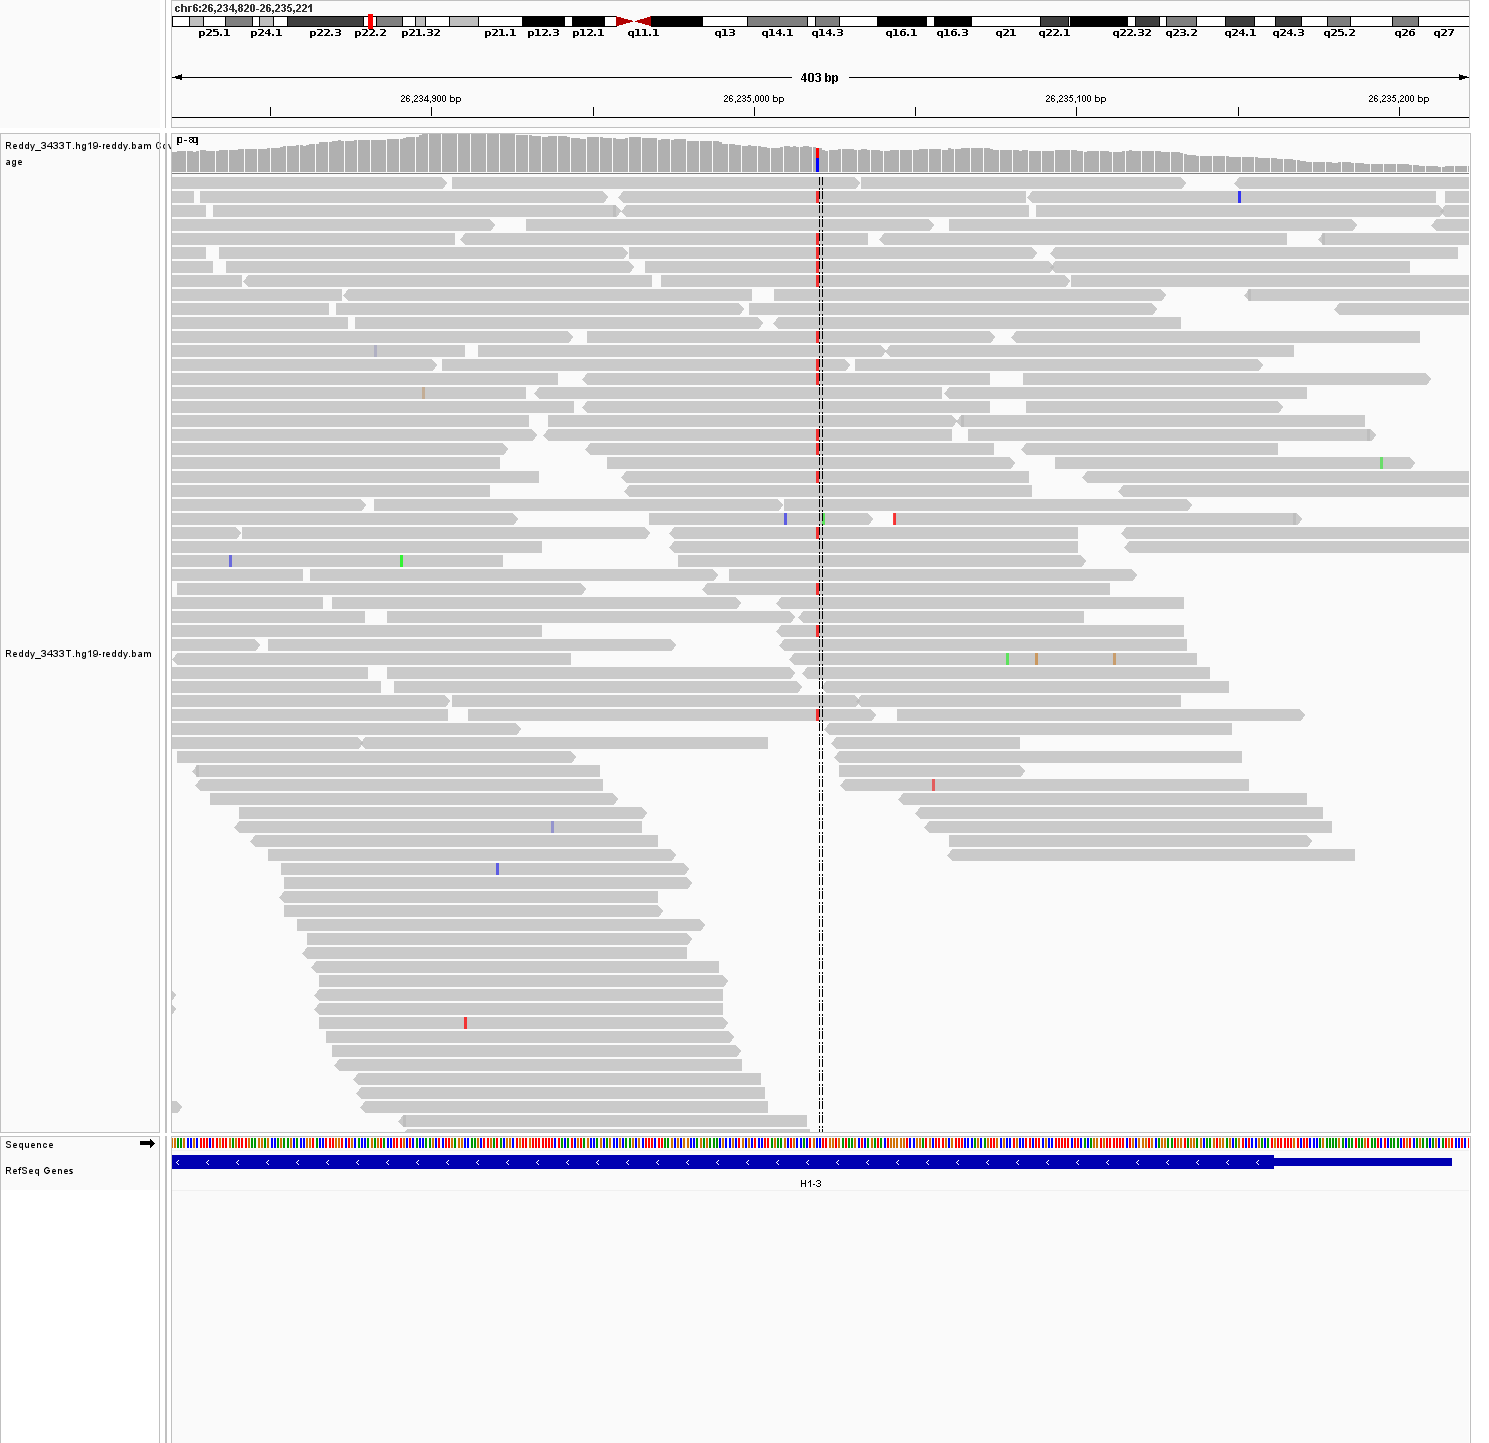 chr6:26,234,820-26,235,221
p25.1 p24.1 p22.3 p22.2 p21.32 p21.1 p12.3 p12.1 q11.1 q13 q14.1 q14.3 q16.1 q16.3 q21 q22.1 q22.32 q23.2 q24.1 q24.3 q25.2 q26 q27
403 bp
26,234,900 bp 26,235,000 bp 26,235,100 bp 26,235,200 bp
Reddy_3433T.hg19-reddy.bam Cov
age
Reddy_3433T.hg19-reddy.bam
Sequence
RefSeq Genes
H1-3